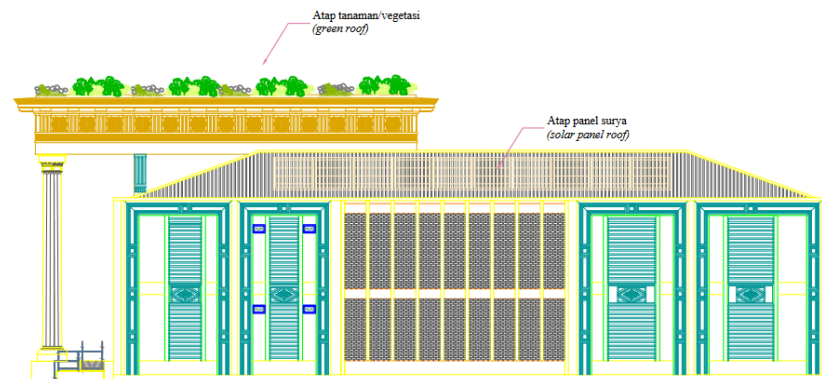 Atap tanaman/vegetasi
(green roof)
Atap panel surya
(solar panel roof)